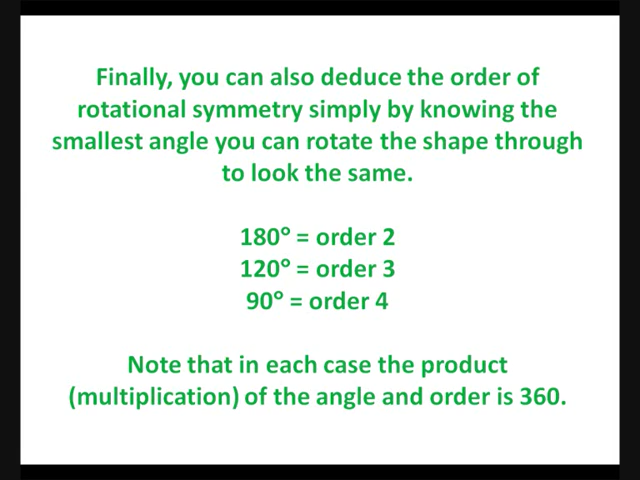 Finally, you can also deduce the order of
rotational symmetry simply by knowing the
smallest angle you can rotate the shape through
to look the same.
180° = order 2
120° = order 3
90° = order 4
Note that in each case the product
(multiplication) of the angle and order is 360.